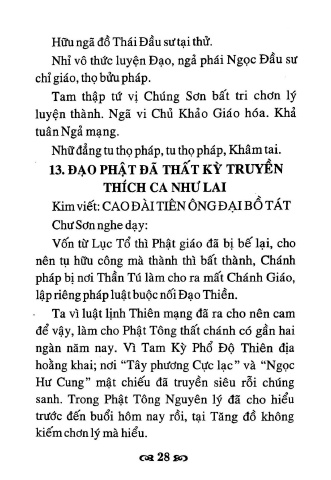 Hữu ngã đồ Thái Đầu sư tại thử.
Nhỉ vô thức luyện Đạo, ngả phái Ngọc Đầu sư
chỉ giáo, thọ bửu pháp.
Tam thập tứ vị Chúng Sơn bất tri chơn lý
luyện thành. Ngã vi Chủ Khảo Giáo hóa. Khả
tuân Ngả mạng.
Nhữ đẳng tu thọ pháp, tu thọ pháp, Khâm tai.
13. ĐẠO PHẬT ĐÃ THẤT KỲ TRUYỀN
THÍCH CA NHƯ LAI
Kim viết: CAO ĐÀI TIÊN ÔNG ĐẠI BỒ TÁT
Chư Sơn nghe dạy:
Vốn từ Lục Tổ thì Phật giáo đã bị bế lại, cho
nên tu hữu công mà thành thì bất thành, Chánh
pháp bị nơi Thần Tú làm cho ra mất Chánh Giáo,
lập riêng pháp luật buộc nối Đạo Thiền.
Ta vì luật lịnh Thiên mạng đã ra cho nên cam
để vậy, làm cho Phật Tông thất chánh có gần hai
ngàn năm nay. Vì Tam Kỳ Phổ Độ Thiên địa
hoằng khai; nơi “Tây phương Cực lạc” và “Ngọc
Hư Cung” mật chiếu đã truyền siêu rỗi chúng
sanh. Trong Phật Tông Nguyên lý đã cho hiểu
trước đến buổi hôm nay rồi, tại Tăng đồ không
kiếm chơn lý mà hiểu.
28